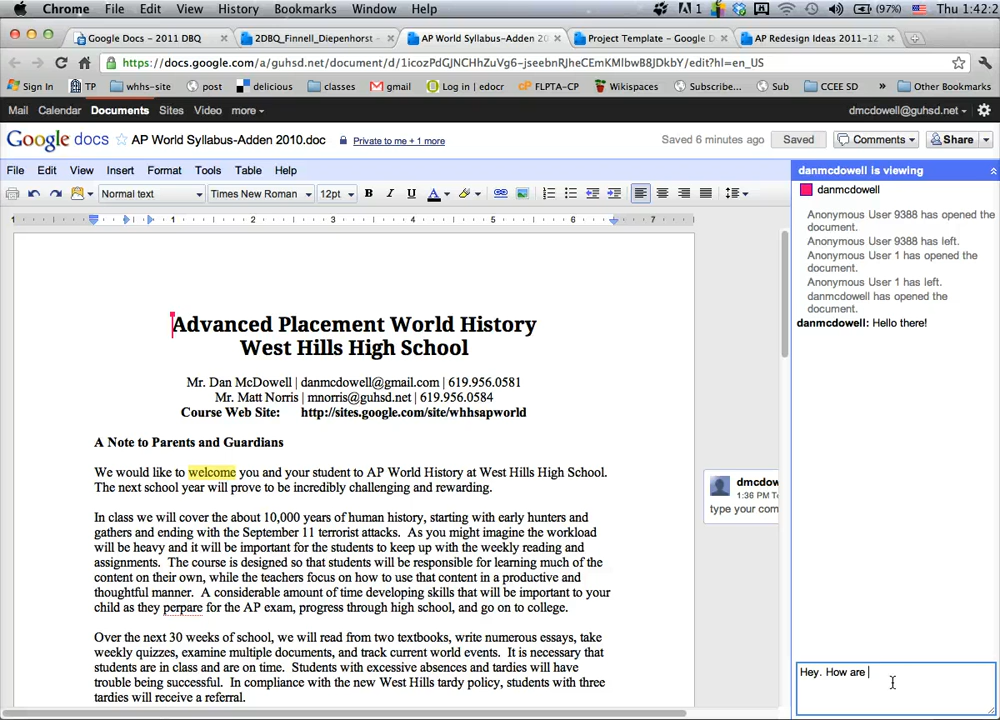 Chrome File Edit View History Bookmarks Window Help 1 (97%) Thu 1:42:2
Google Docs - 2011 DBQ × 2DBQ_Finnell_Diepenhorst - × AP World Syllabus-Adden 20 × Project Template - Google D × AP Redesign Ideas 2011-12 ×
https://docs.google.com/a/guhsd.net/document/d/1icozPdGJNCHhZuVg6-jseebnRJheCEmKMlbwB8JDkbY/edit?hl=en_US
Sign In TP whhs-site post delicious classes gmail Log in | edocr FLPTA-CP Wikispaces Subscribe... Sub CCEE SD » Other Bookmarks
Mail Calendar Documents Sites Video more dmcdowell@guhsd.net
Google docs AP World Syllabus-Adden 2010.doc Private to me + 1 more Saved 6 minutes ago Saved Comments Share
File Edit View Insert Format Tools Table Help
Normal text Times New Roman 12pt B I U A
1 1 2 3 4 5 6 7
danmcdowell is viewing
danmcdowell
Anonymous User 9388 has opened the
document.
Anonymous User 9388 has left.
Anonymous User 1 has opened the
document.
Anonymous User 1 has left.
danmcdowell has opened the
document.
danmcdowell: Hello there!
Advanced Placement World History
West Hills High School
Mr. Dan McDowell | danmcdowell@gmail.com | 619.956.0581
Mr. Matt Norris | mnorris@guhsd.net | 619.956.0584
Course Web Site: http://sites.google.com/site/whhsapworld
A Note to Parents and Guardians
We would like to welcome you and your student to AP World History at West Hills High School.
The next school year will prove to be incredibly challenging and rewarding.
In class we will cover the about 10,000 years of human history, starting with early hunters and
gathers and ending with the September 11 terrorist attacks. As you might imagine the workload
will be heavy and it will be important for the students to keep up with the weekly reading and
assignments. The course is designed so that students will be responsible for learning much of the
content on their own, while the teachers focus on how to use that content in a productive and
thoughtful manner. A considerable amount of time developing skills that will be important to your
child as they perpare for the AP exam, progress through high school, and go on to college.
Over the next 30 weeks of school, we will read from two textbooks, write numerous essays, take
weekly quizzes, examine multiple documents, and track current world events. It is necessary that
students are in class and are on time. Students with excessive absences and tardies will have
trouble being successful. In compliance with the new West Hills tardy policy, students with three
tardies will receive a referral.
dmcdow
1:36 PM T
type your com
Hey. How are